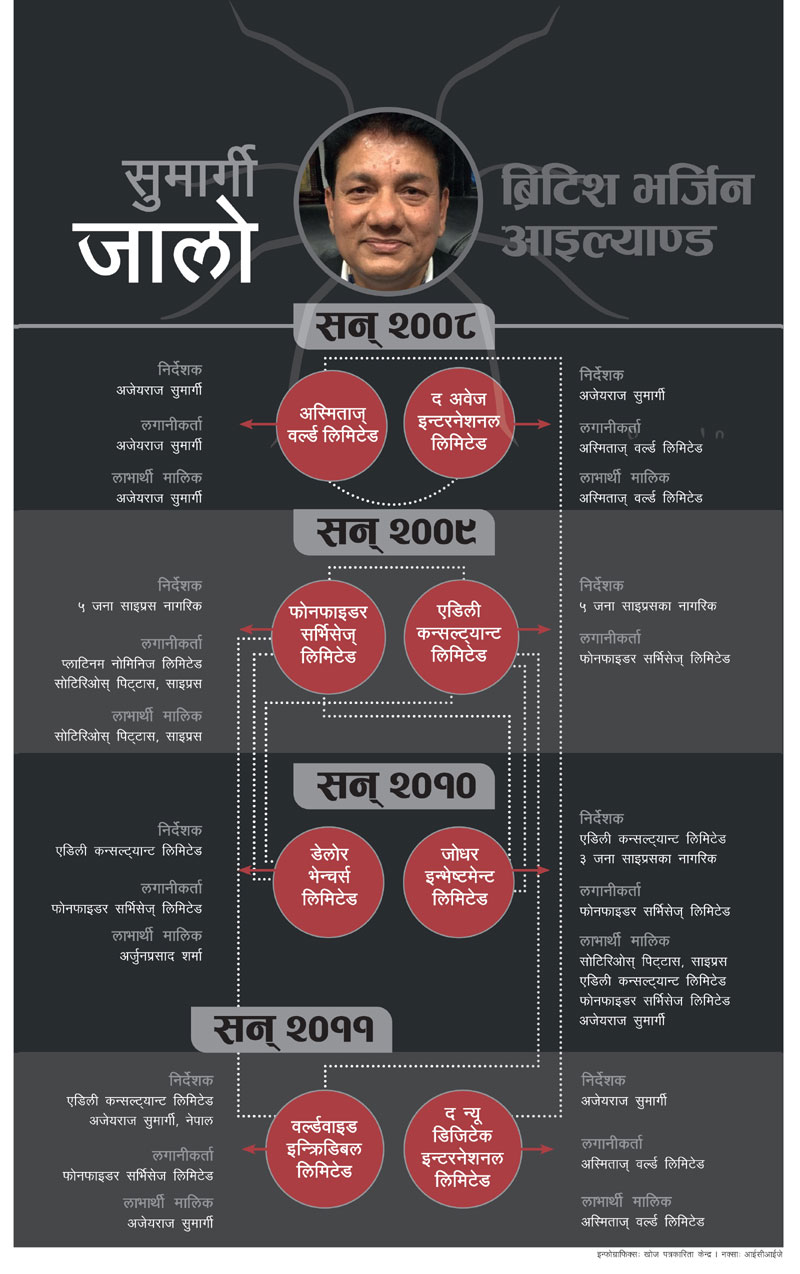 सुमार्गी
जालो
ब्रिटिश भर्जिन
आइल्याण्ड
सन् २००८
निर्देशक
अजेयराज सुमार्गी
लगानीकर्ता
अजेयराज सुमार्गी
लाभार्थी मालिक
अजेयराज सुमार्गी
अस्मिताज्
वर्ल्ड लिमिटेड
द अवेज
इन्टरनेशनल
लिमिटेड
निर्देशक
अजेयराज सुमार्गी
लगानीकर्ता
अस्मिताज् वर्ल्ड लिमिटेड
लाभार्थी मालिक
अस्मिताज् वर्ल्ड लिमिटेड
सन् २००९
निर्देशक
५ जना साइप्रस नागरिक
लगानीकर्ता
प्लाटिनम नोमिनिज लिमिटेड
सोटिरिओस् पिट्टास, साइप्रस
लाभार्थी मालिक
सोटिरिओस् पिट्टास, साइप्रस
फोनफाइडर
सर्भिसेज्
लिमिटेड
एडिली
कन्सल्ट्यान्ट
लिमिटेड
निर्देशक
५ जना साइप्रसका नागरिक
लगानीकर्ता
फोनफाइडर सर्भिसेज् लिमिटेड
सन् २०१०
निर्देशक
एडिली कन्सल्ट्यान्ट लिमिटेड
लगानीकर्ता
फोनफाइडर सर्भिसेज् लिमिटेड
लाभार्थी मालिक
अर्जुनप्रसाद शर्मा
डेलोर
भेन्चर्स
लिमिटेड
जोधर
इन्भेष्टमेन्ट
लिमिटेड
निर्देशक
एडिली कन्सल्ट्यान्ट लिमिटेड
३ जना साइप्रसका नागरिक
लगानीकर्ता
फोनफाइडर सर्भिसेज् लिमिटेड
लाभार्थी मालिक
सोटिरिओस् पिट्टास, साइप्रस
एडिली कन्सल्ट्यान्ट लिमिटेड
फोनफाइडर सर्भिसेज लिमिटेड
अजेयराज सुमार्गी
सन् २०११
निर्देशक
एडिली कन्सल्ट्यान्ट लिमिटेड
अजेयराज सुमार्गी, नेपाल
लगानीकर्ता
फोनफाइडर सर्भिसेज लिमिटेड
लाभार्थी मालिक
अजेयराज सुमार्गी
वर्ल्डवाइड
इन्क्रिडिबल
लिमिटेड
द न्यू
डिजिटेक
इन्टरनेशनल
लिमिटेड
निर्देशक
अजेयराज सुमार्गी
लगानीकर्ता
अस्मिताज् वर्ल्ड लिमिटेड
लाभार्थी मालिक
अस्मिताज् वर्ल्ड लिमिटेड
इन्फोग्राफिक्सः खोज पत्रकारिता केन्द्र । नक्साः आईसीआईजे